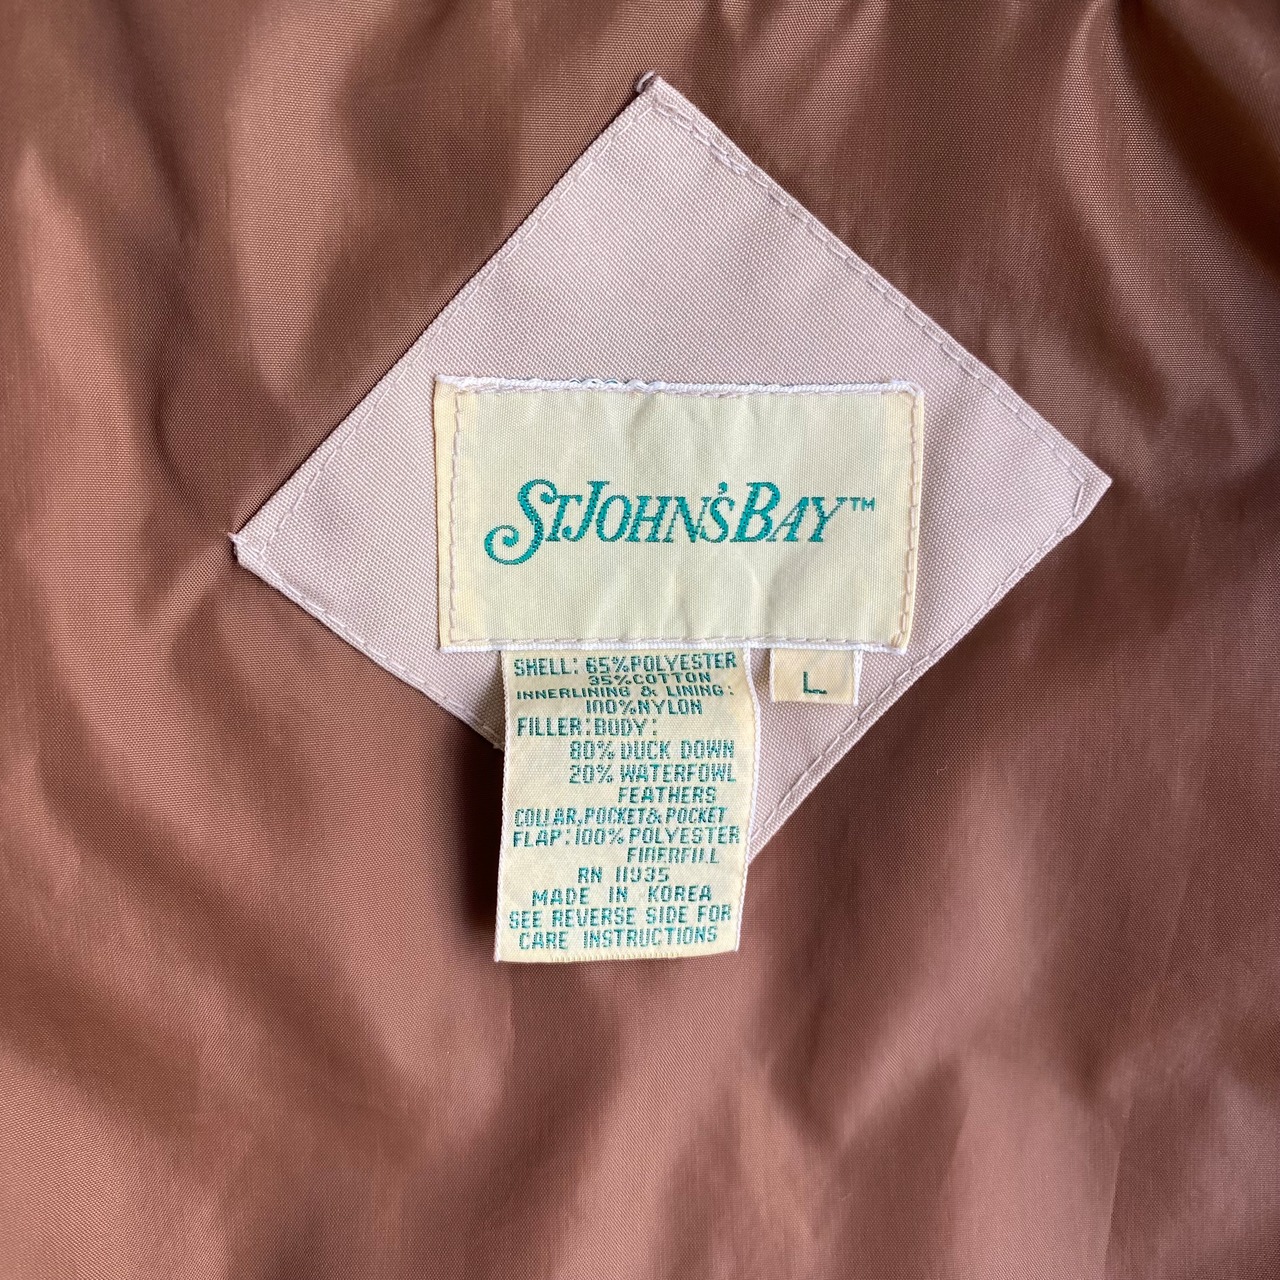 STJOHN'SBAY™
SHELL: 65%POLYESTER
35%COTTON
INNERLINING & LINING:
100%NYLON
FILLER:BODY:
80% DUCK DOWN
20% WATERFOWL
FEATHERS
COLLAR,POCKET&POCKET
FLAP:100%POLYESTER
FIBERFILL
RN 11935
MADE IN KOREA
SEE REVERSE SIDE FOR
CARE INSTRUCTIONS
L